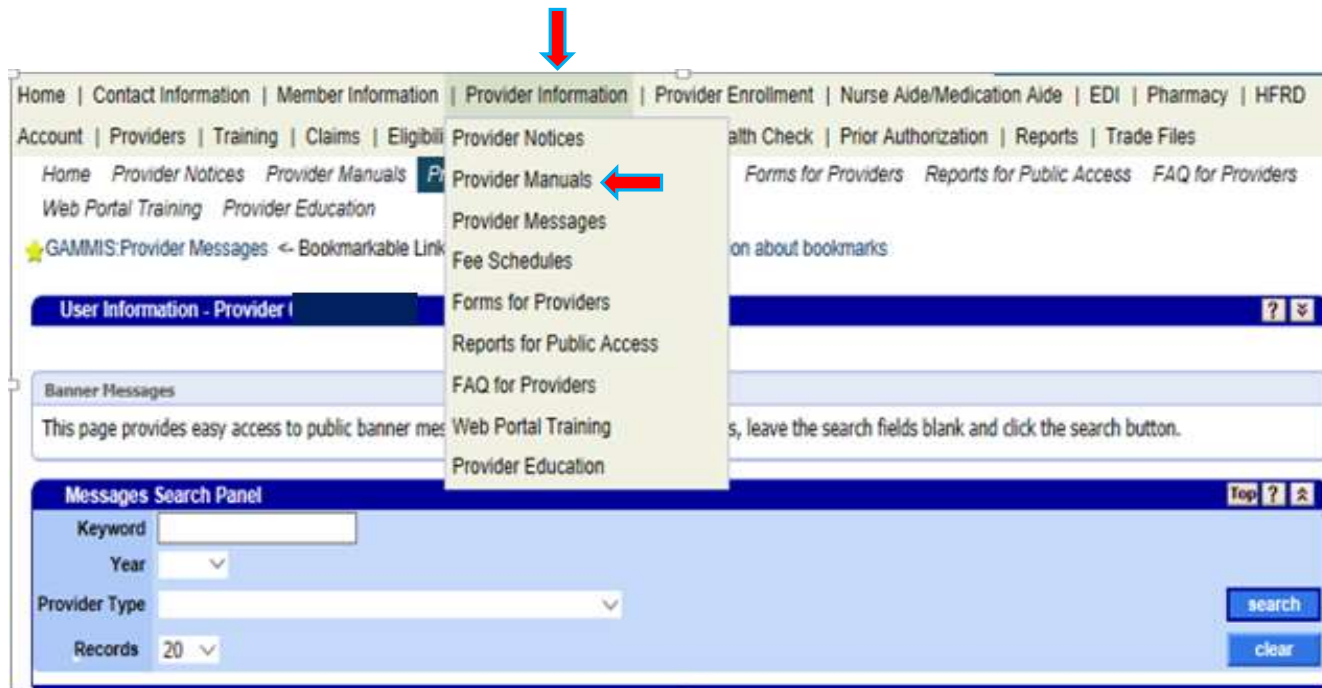 Home | Contact Information | Member Information | Provider Information | Provider Enrollment | Nurse Aide/Medication Aide | EDI | Pharmacy | HFRD
Account | Providers | Training | Claims | Health Check | Prior Authorization | Reports | Trade Files
Home Provider Notices Provider Manuals Forms for Providers Reports for Public Access FAQ for Providers
Web Portal Training Provider Education
GAMMIS:Provider Messages <- Bookmarkable Link on about bookmarks
Provider Notices
Provider Manuals
Provider Messages
Fee Schedules
Forms for Providers
Reports for Public Access
FAQ for Providers
Web Portal Training
Provider Education
User Information - Provider
?
Banner Messages
This page provides easy access to public banner leave the search fields blank and click the search button.
Messages Search Panel
Top ?
Keyword
Year
Provider Type
search
Records 20
clear